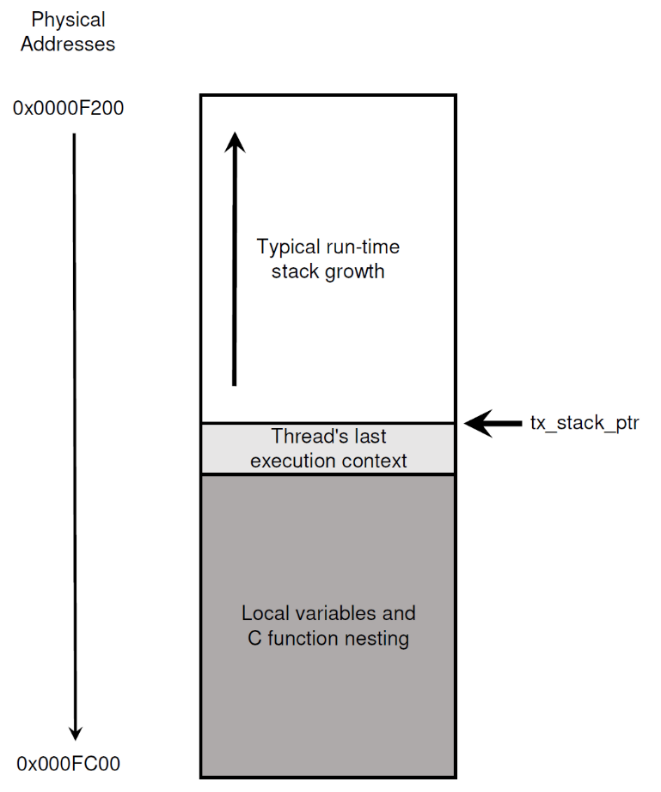 Physical
Addresses
0x0000F200
Typical run-time
stack growth
tx_stack_ptr
Thread's last
execution context
Local variables and
C function nesting
0x000FC00